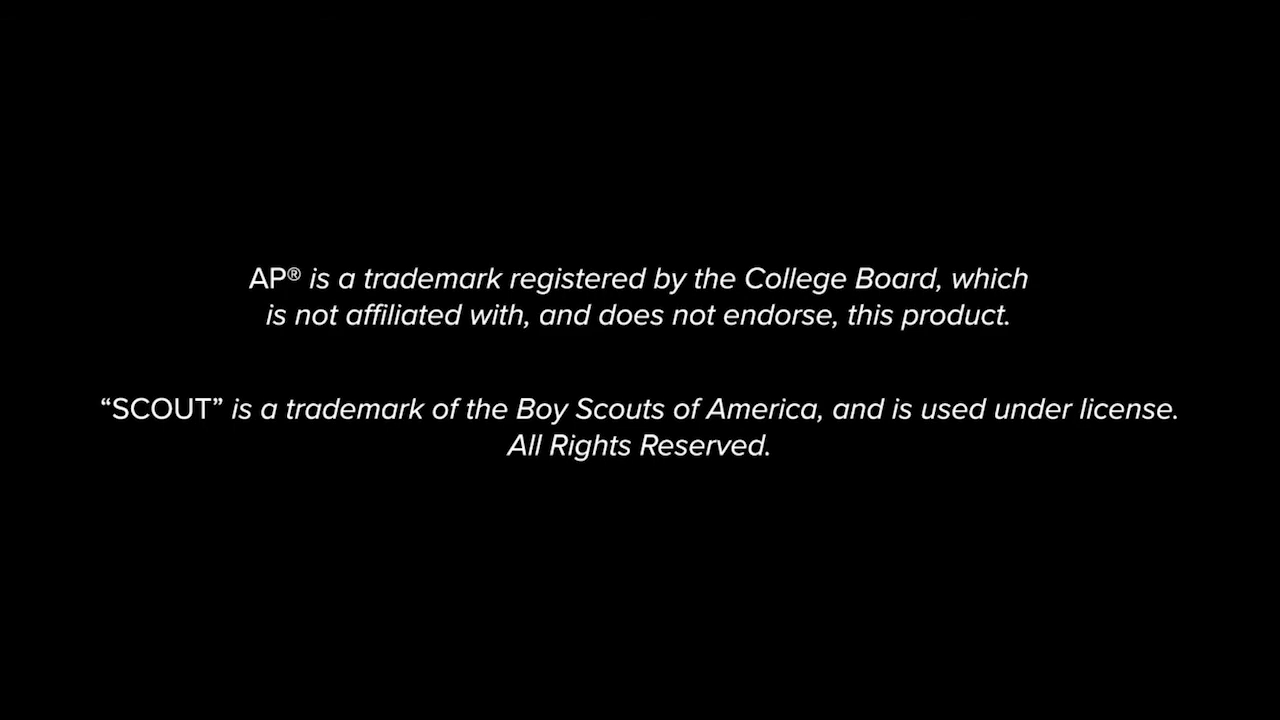 AP® is a trademark registered by the College Board, which
is not affiliated with, and does not endorse, this product.
“SCOUT” is a trademark of the Boy Scouts of America, and is used under license.
All Rights Reserved.